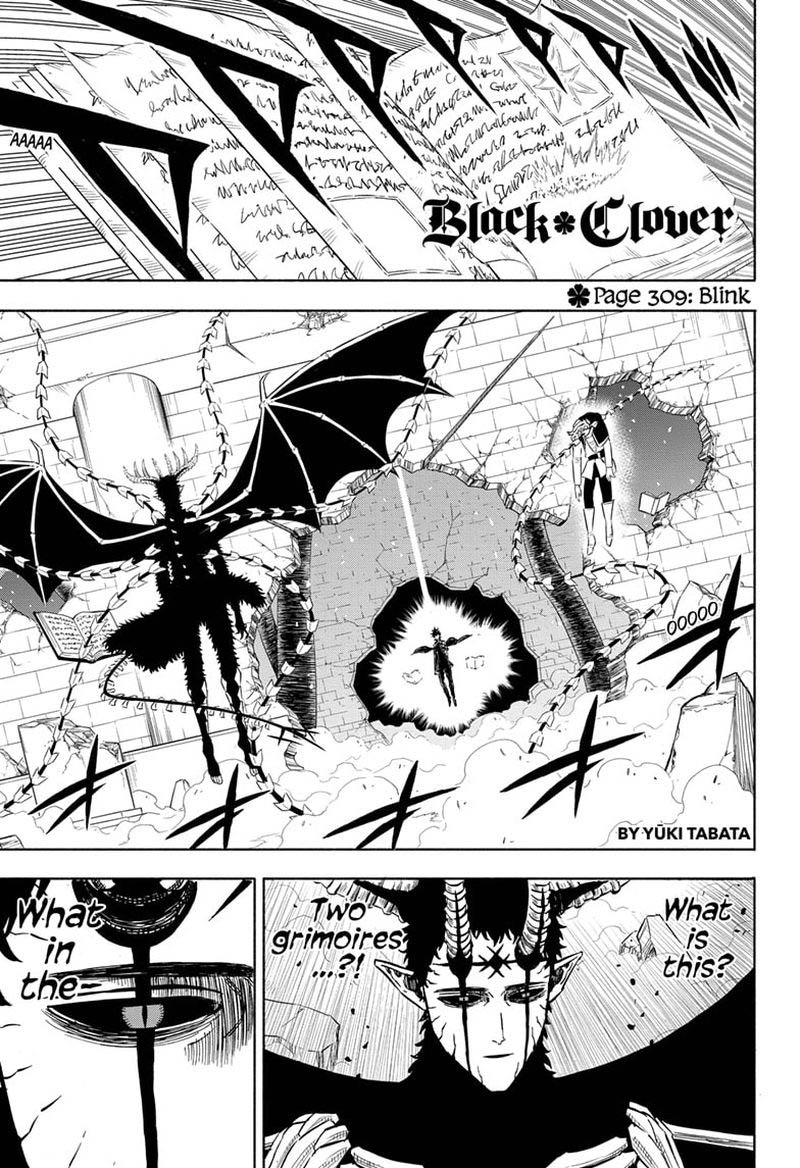 AAAAA
Black Clover
Page 309: Blink
OOOOO
BY YŪKI TABATA
What
is
this?
Two
grimoires
...?!
What
in
the–